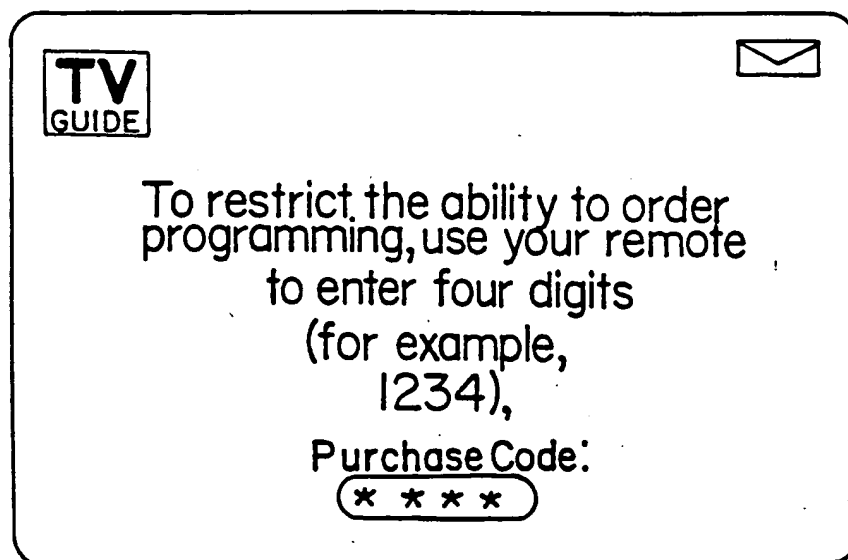 TV
GUIDE
To restrict the ability to order
programming, use your remote
to enter four digits
(for example,
1234),
Purchase Code:
* * * *